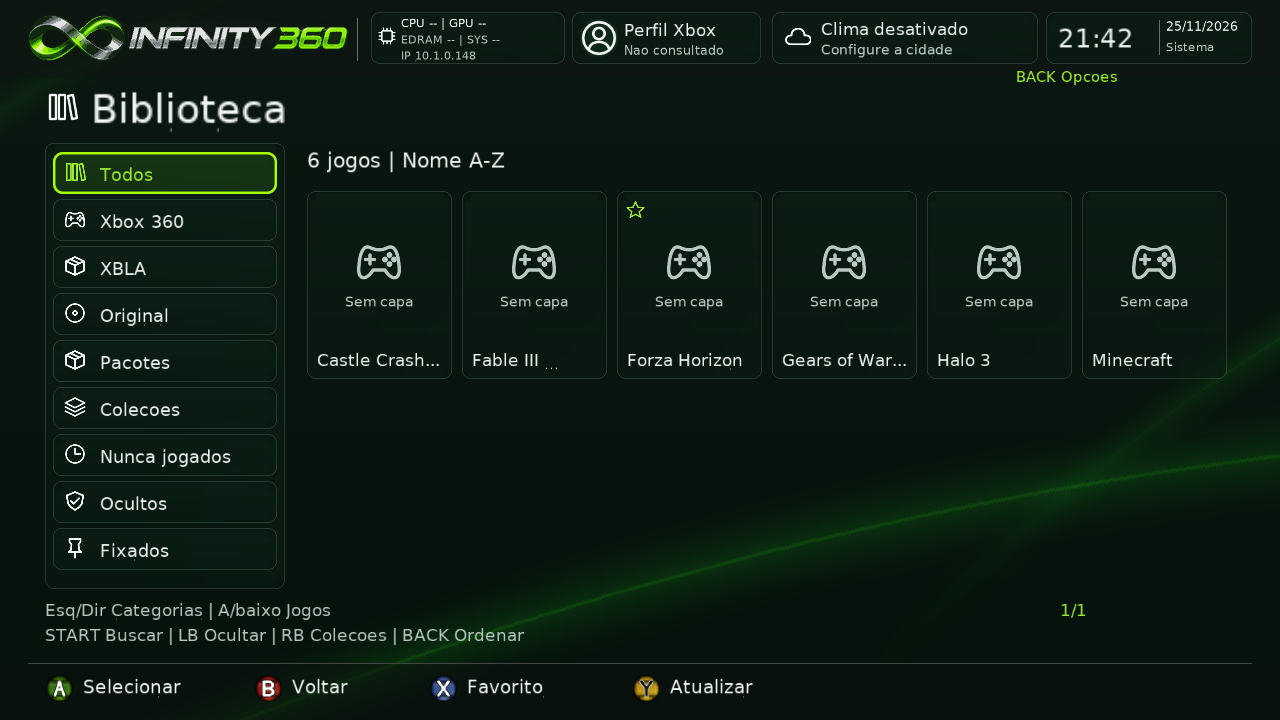 INFINITY 360
CPU -- | GPU --
EDRAM -- | SYS --
IP 10.1.0.148
Perfil Xbox
Nao consultado
Clima desativado
Configure a cidade
21:42
25/11/2026
Sistema
BACK Opcoes
Biblioteca
Todos
Xbox 360
XBLA
Original
Pacotes
Colecoes
Nunca jogados
Ocultos
Fixados
6 jogos | Nome A-Z
Sem capa
Castle Crash...
Sem capa
Fable III ...
Sem capa
Forza Horizon
Sem capa
Gears of War...
Sem capa
Halo 3
Sem capa
Minecraft
Esq/Dir Categorias | A/baixo Jogos
1/1
START Buscar | LB Ocultar | RB Colecoes | BACK Ordenar
A Selecionar
B Voltar
X Favorito
Y Atualizar